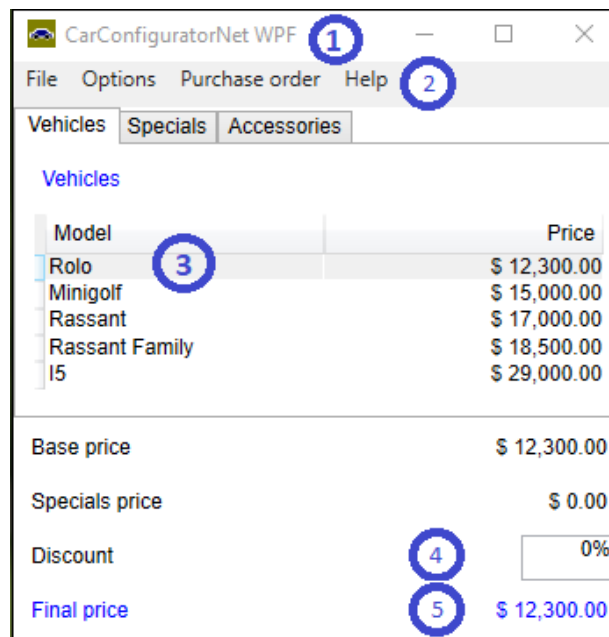 CarConfiguratorNet WPF 1
File Options Purchase order Help 2
Vehicles Specials Accessories
Vehicles
Model Price
3
Rolo $ 12,300.00
Minigolf $ 15,000.00
Rassant $ 17,000.00
Rassant Family $ 18,500.00
I5 $ 29,000.00
Base price $ 12,300.00
Specials price $ 0.00
Discount 4 0%
Final price 5 $ 12,300.00